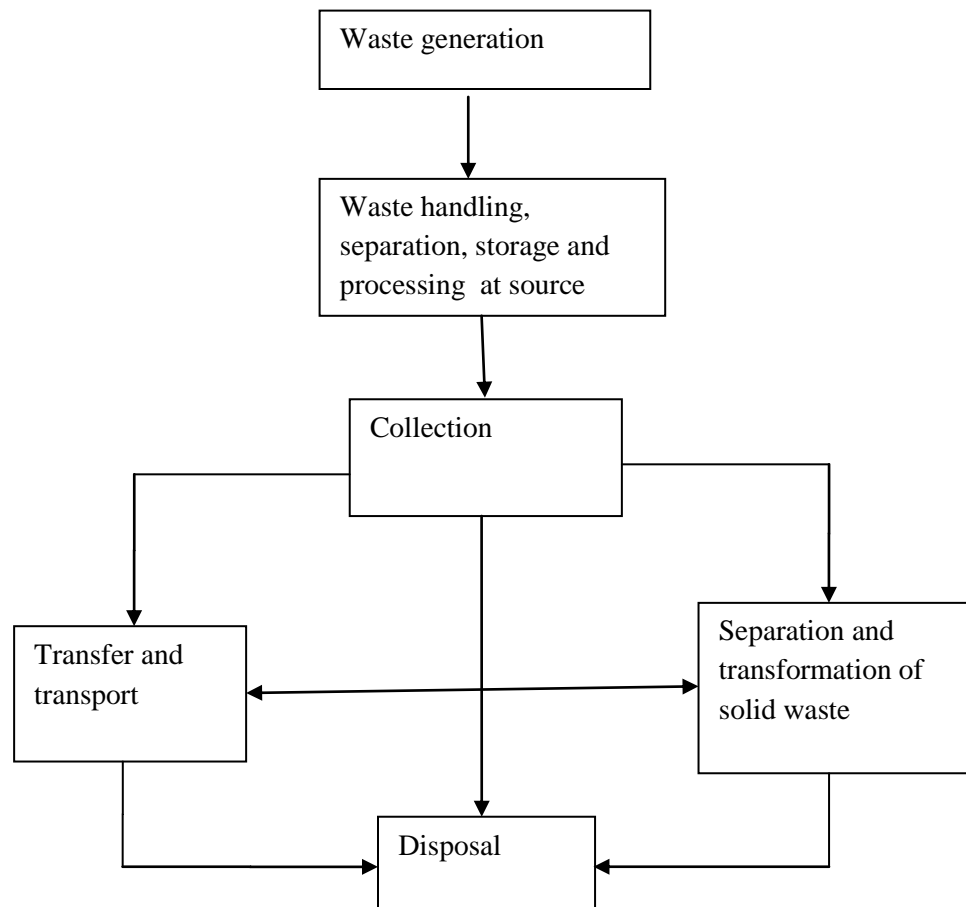 Waste generation
Waste handling,
separation, storage and
processing at source
Collection
Transfer and
transport
Separation and
transformation of
solid waste
Disposal